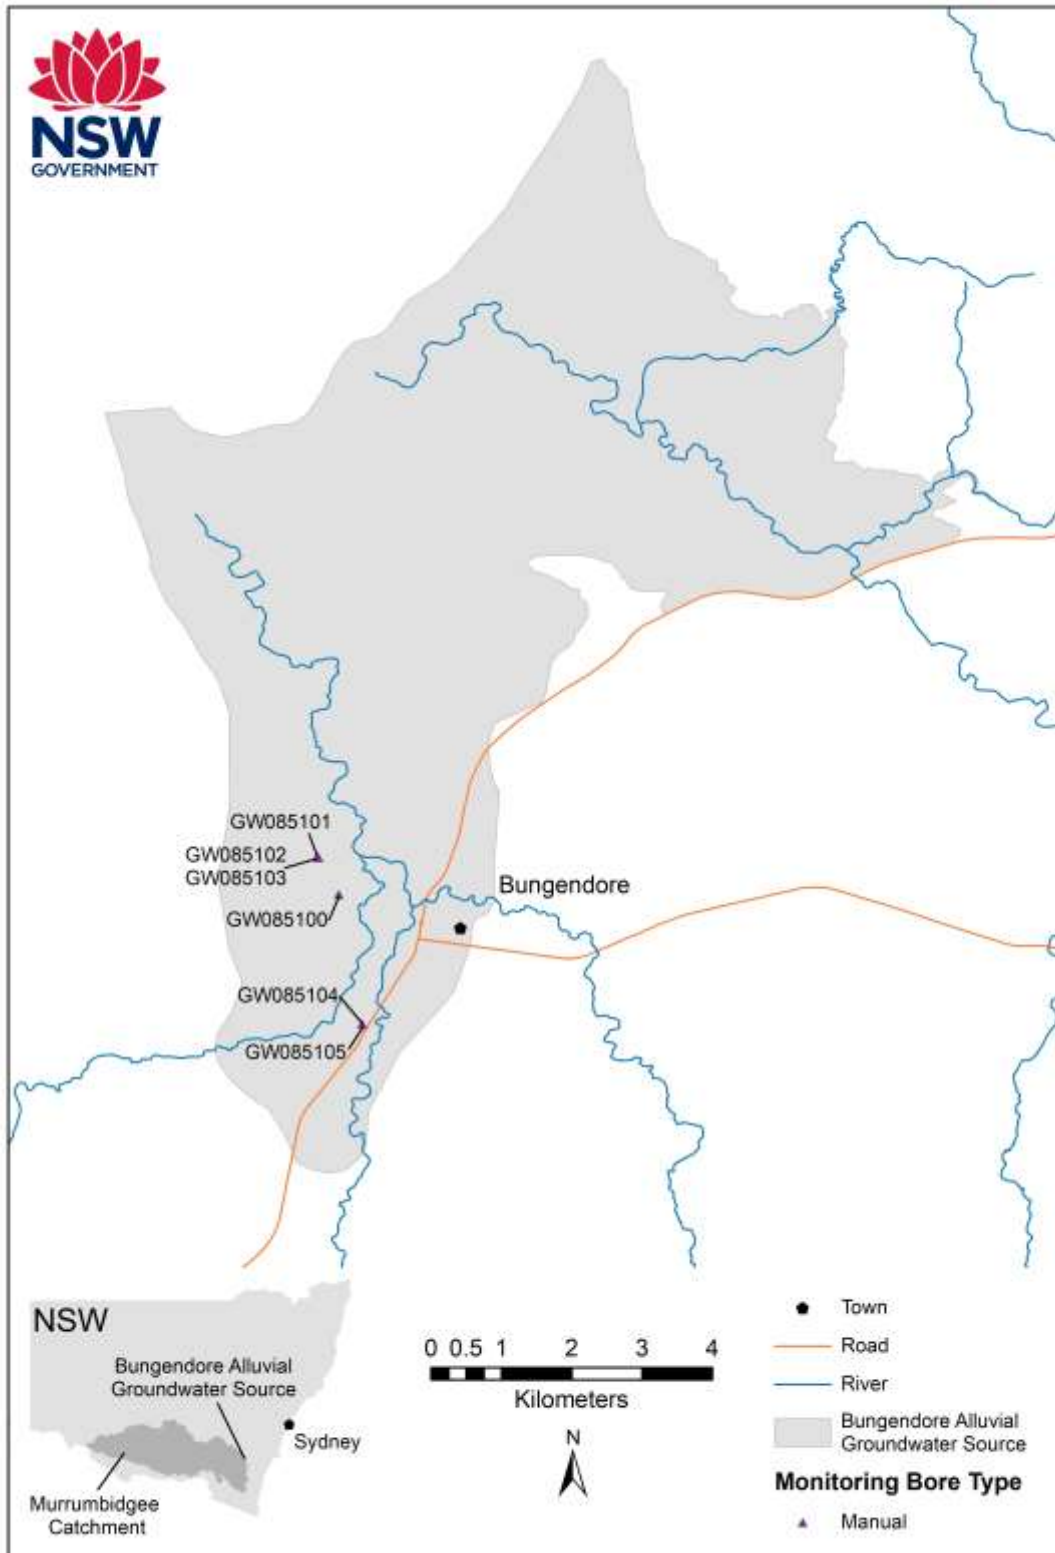 NSW
GOVERNMENT
GW085101
GW085102
GW085103
GW085100
Bungendore
GW085104
GW085105
NSW
Bungendore Alluvial
Groundwater Source
Sydney
Murrumbidgee
Catchment
0 0.5 1 2 3 4
Kilometers
N
Town
Road
River
Bungendore Alluvial
Groundwater Source
Monitoring Bore Type
Manual